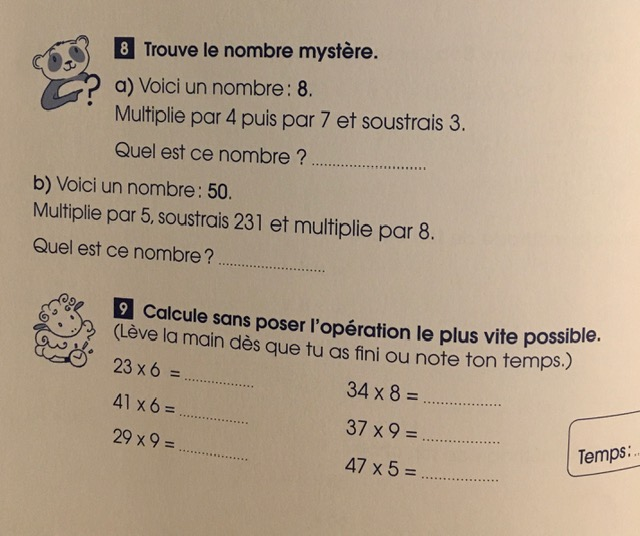 8 Trouve le nombre mystère.
?
a) Voici un nombre : 8.
Multiplie par 4 puis par 7 et soustrais 3.
Quel est ce nombre ? ..............................
b) Voici un nombre : 50.
Multiplie par 5, soustrais 231 et multiplie par 8.
Quel est ce nombre ? ..............................
9 Calcule sans poser l'opération le plus vite possible.
(Lève la main dès que tu as fini ou note ton temps.)
23 x 6 = ....................
41 x 6 = ....................
29 x 9 = ....................
34 x 8 = ....................
37 x 9 = ....................
47 x 5 = ....................
Temps : ..